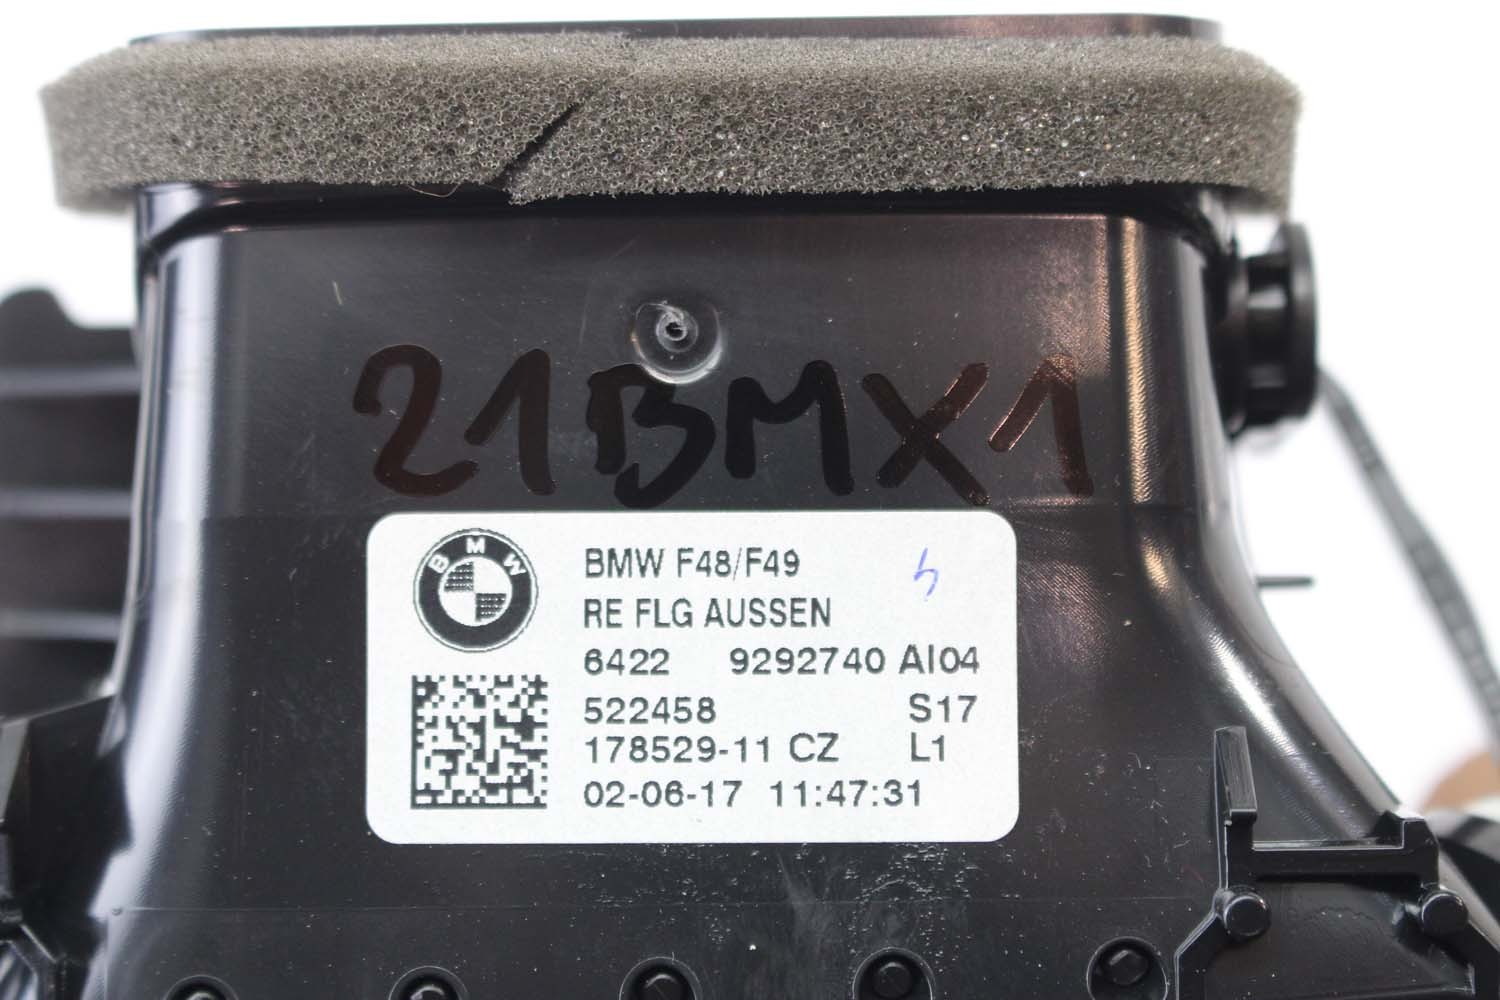 21BMX1
BMW
BMW F48/F49
RE FLG AUSSEN
6422 9292740 AI04
522458 S17
178529-11 CZ L1
02-06-17 11:47:31